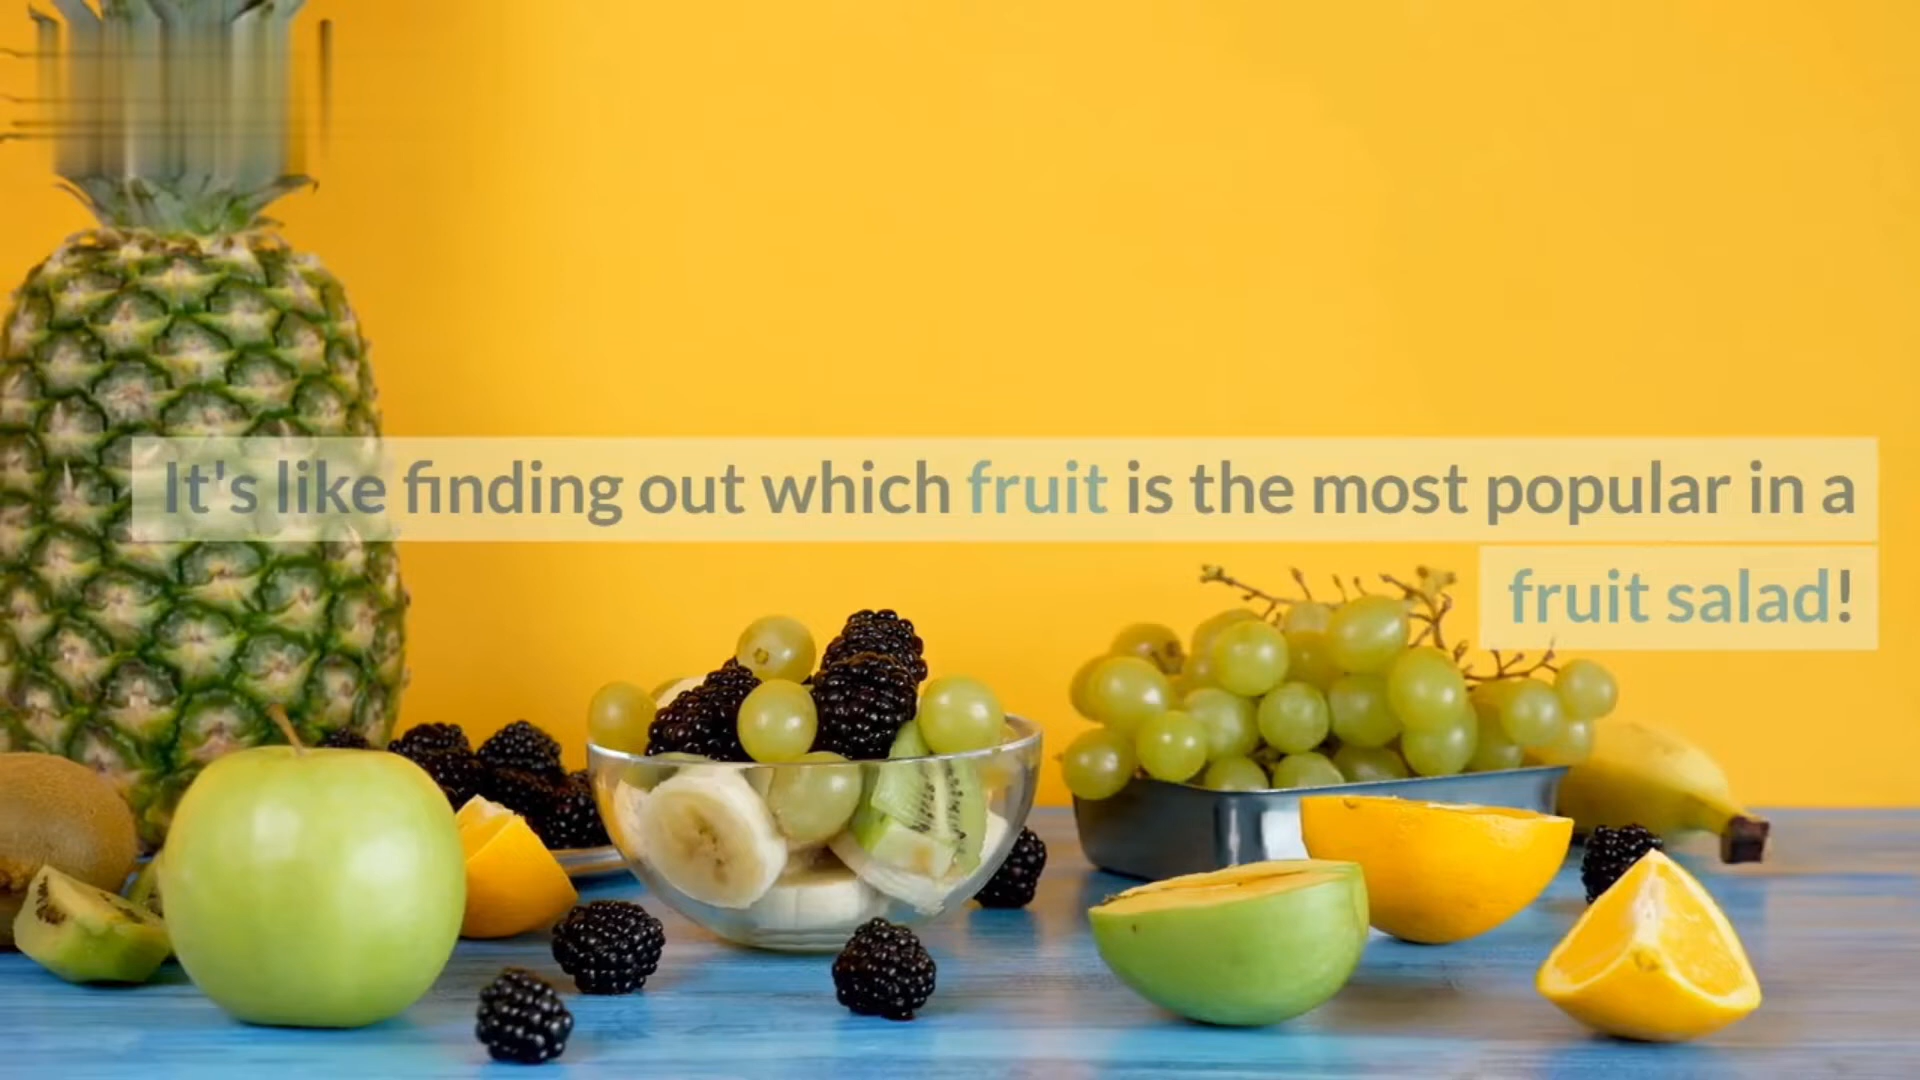 It's like finding out which fruit is the most popular in a
fruit salad!